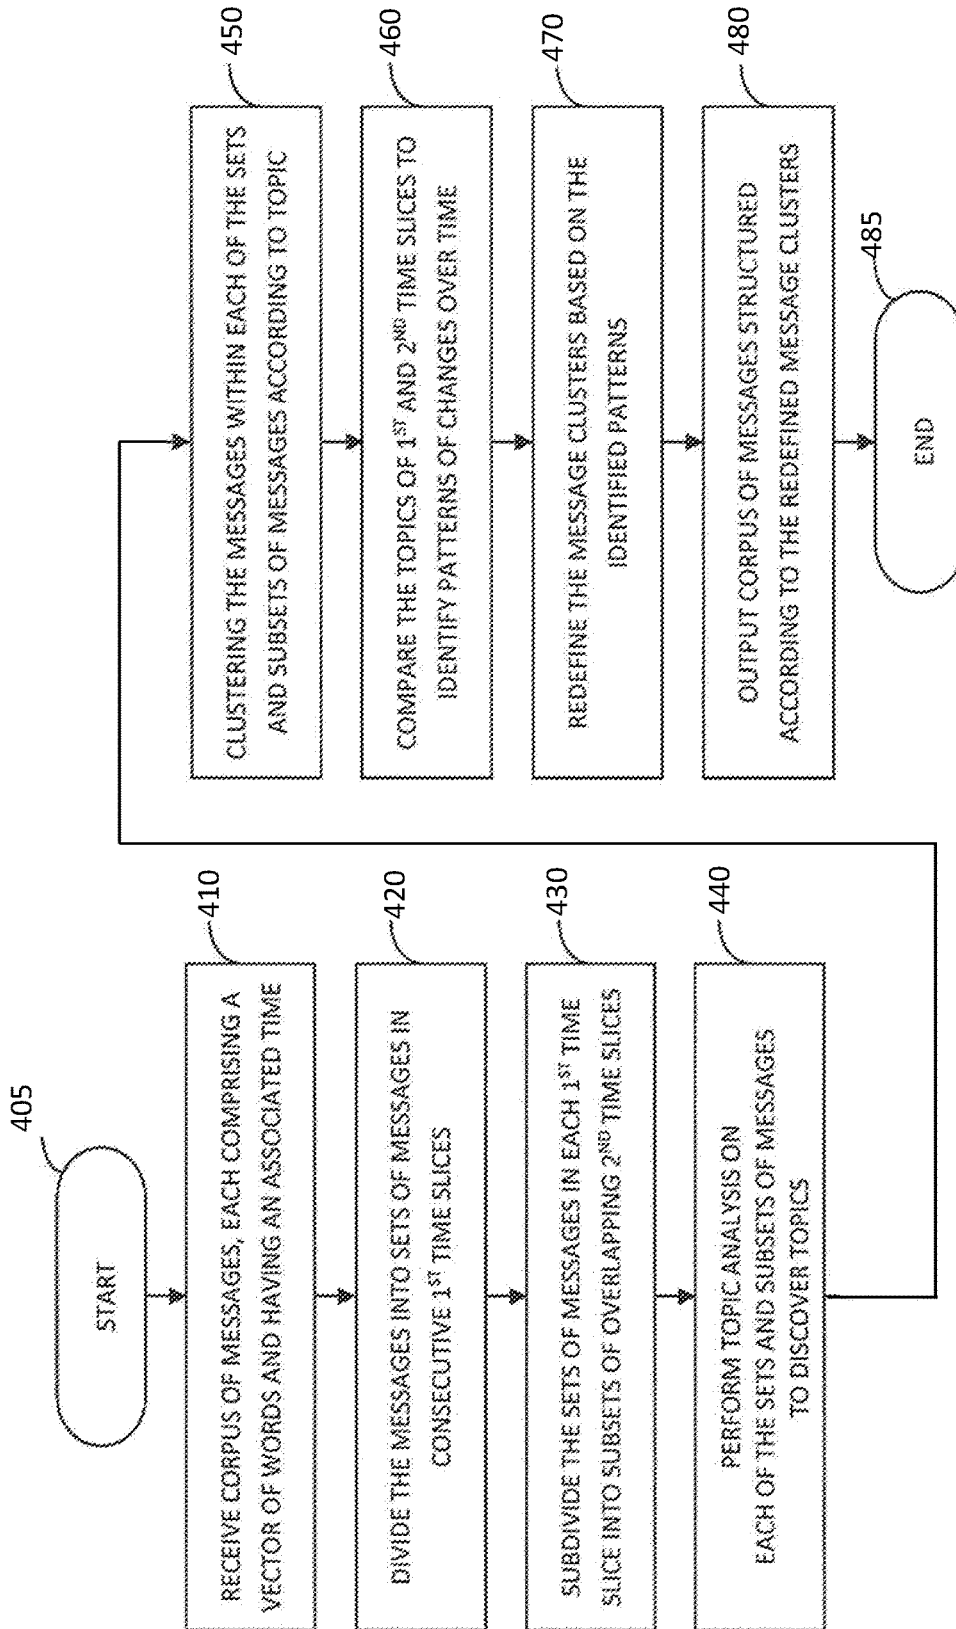 405
START
410
RECEIVE CORPUS OF MESSAGES, EACH COMPRISING A
VECTOR OF WORDS AND HAVING AN ASSOCIATED TIME
420
DIVIDE THE MESSAGES INTO SETS OF MESSAGES IN
CONSECUTIVE 1ST TIME SLICES
430
SUBDIVIDE THE SETS OF MESSAGES IN EACH 1ST TIME
SLICE INTO SUBSETS OF OVERLAPPING 2ND TIME SLICES
440
PERFORM TOPIC ANALYSIS ON
EACH OF THE SETS AND SUBSETS OF MESSAGES
TO DISCOVER TOPICS
450
CLUSTERING THE MESSAGES WITHIN EACH OF THE SETS
AND SUBSETS OF MESSAGES ACCORDING TO TOPIC
460
COMPARE THE TOPICS OF 1ST AND 2ND TIME SLICES TO
IDENTIFY PATTERNS OF CHANGES OVER TIME
470
REDEFINE THE MESSAGE CLUSTERS BASED ON THE
IDENTIFIED PATTERNS
480
OUTPUT CORPUS OF MESSAGES STRUCTURED
ACCORDING TO THE REDEFINED MESSAGE CLUSTERS
485
END